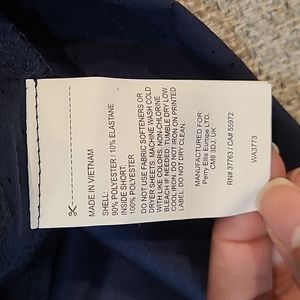 MADE IN VIETNAM
SHELL:
90% POLYESTER / 10% ELASTANE
INSIDE SHORT:
100% POLYESTER
DO NOT USE FABRIC SOFTENERS OR
DRYER SHEETS. MACHINE WASH COLD
WITH LIKE COLORS. NON-CHLORINE
BLEACH IF NEEDED. TUMBLE DRY LOW.
COOL IRON. DO NOT IRON ON PRINTED
LABEL. DO NOT DRY CLEAN.
MANUFACTURED FOR:
Perry Ellis Europe LTD,
CM8 3DJ, UK
RN# 37763 / CA# 55972
WA3773